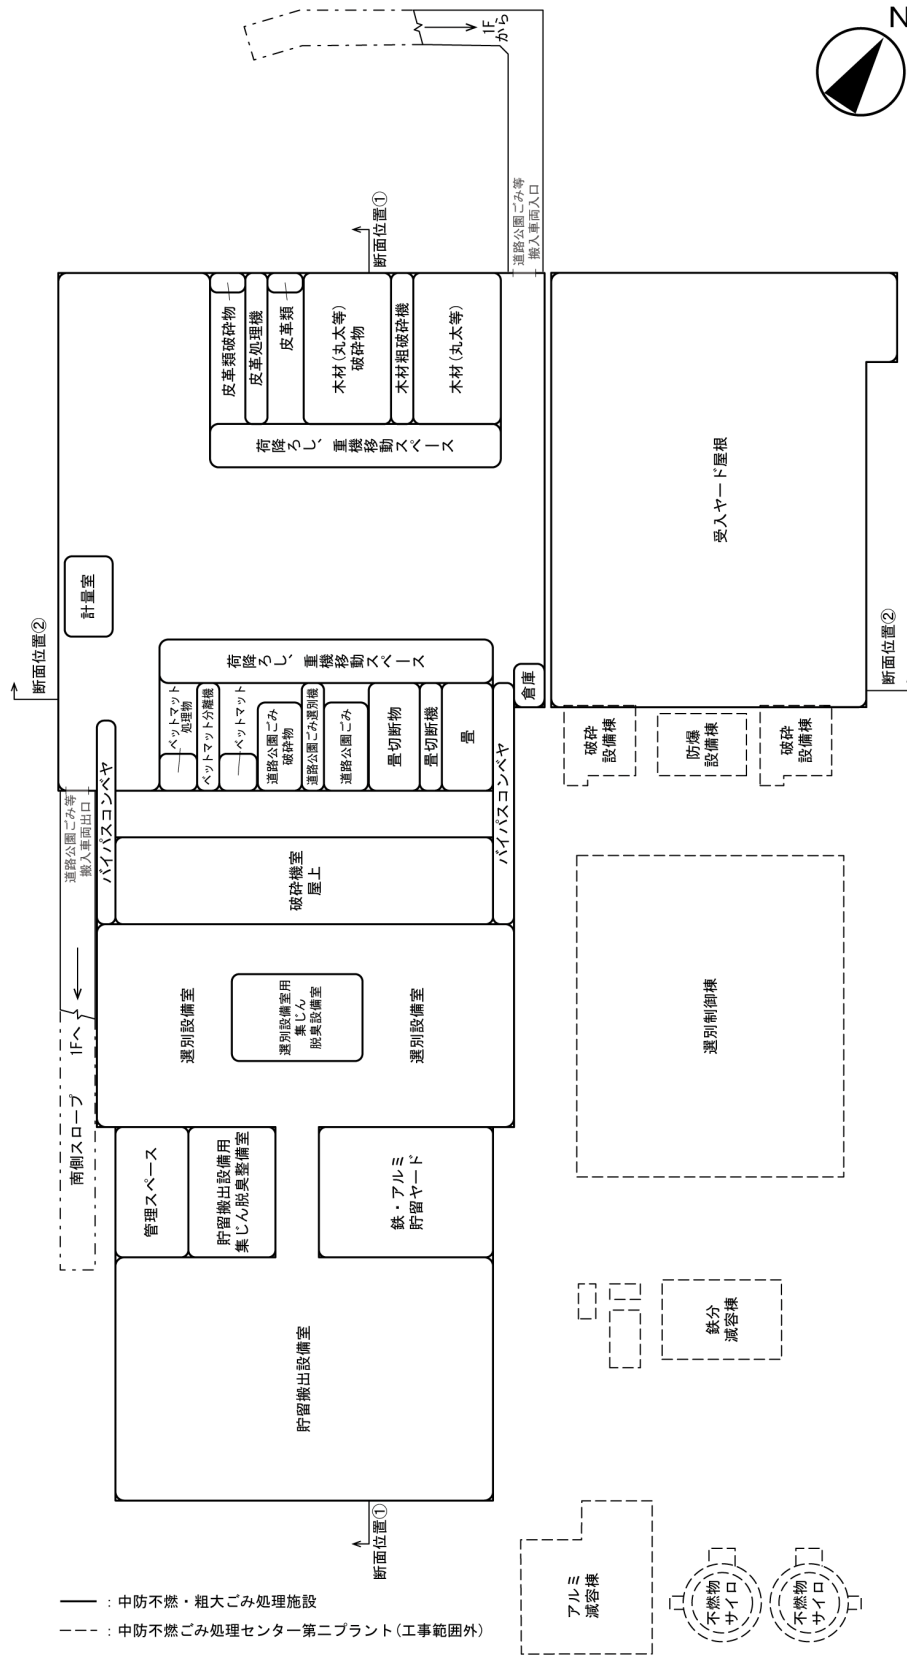 N
1F
から
道路公園ごみ等
搬入車両入口
断面位置①
皮革類破砕物
皮革処理機
皮革類
木材(丸太等)
破砕物
木材粗破砕機
木材(丸太等)
荷降ろし、重機移動スペース
受入ヤード屋根
計量室
断面位置②
荷降ろし、重機移動スペース
倉庫
断面位置②
ベットマット
処理物
ベットマット分離機
ベットマット
道路公園ごみ
破砕物
道路公園ごみ選別機
道路公園ごみ
畳切断物
畳切断機
畳
破砕
設備棟
防爆
設備棟
破砕
設備棟
道路公園ごみ等
搬入車両出口
バイパスコンベヤ
バイパスコンベヤ
破砕機室
屋上
1Fへ
選別設備室
選別設備室用
集じん
脱臭設備室
選別設備室
選別制御棟
南側スロープ
管理スペース
貯留搬出設備用
集じん脱臭整備室
鉄・アルミ
貯留ヤード
貯留搬出設備室
鉄分
減容棟
断面位置①
アルミ
減容棟
不燃物
サイロ
不燃物
サイロ
:中防不燃・粗大ごみ処理施設
:中防不燃ごみ処理センター第二プラント(工事範囲外)